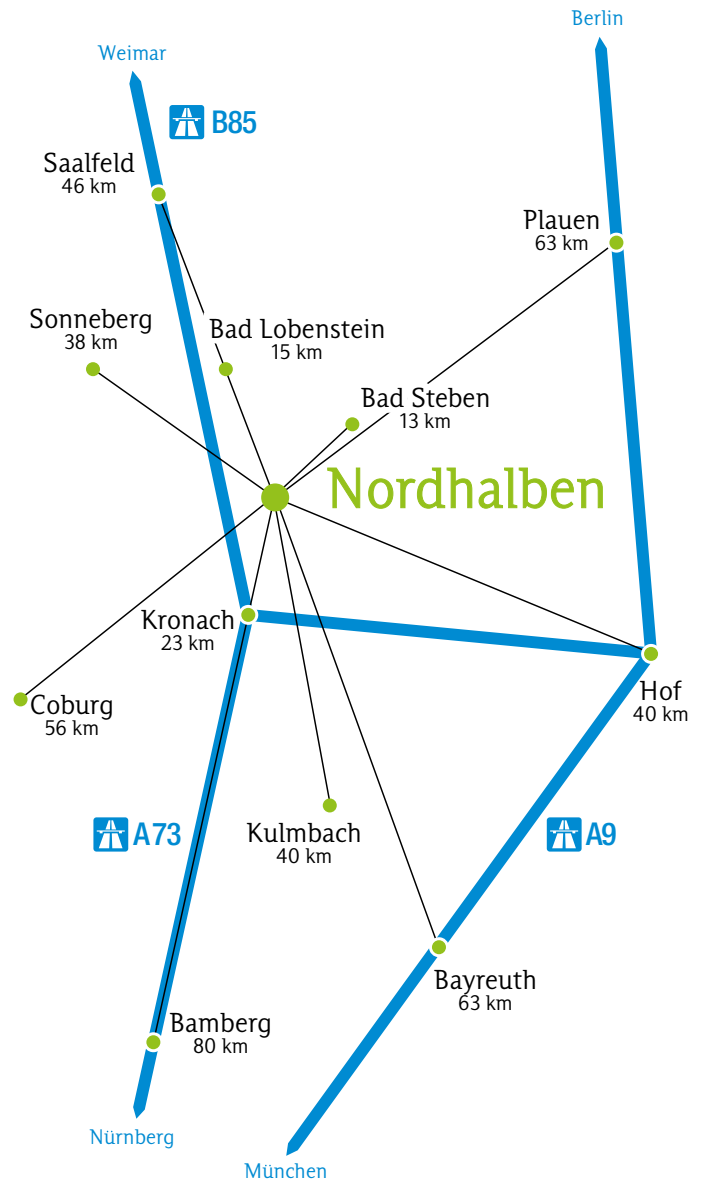 Berlin
Weimar
B85
Saalfeld
46 km
Plauen
63 km
Sonneberg
38 km
Bad Lobenstein
15 km
Bad Steben
13 km
Nordhalben
Kronach
23 km
Hof
40 km
Coburg
56 km
A73
Kulmbach
40 km
A9
Bayreuth
63 km
Bamberg
80 km
Nürnberg
München